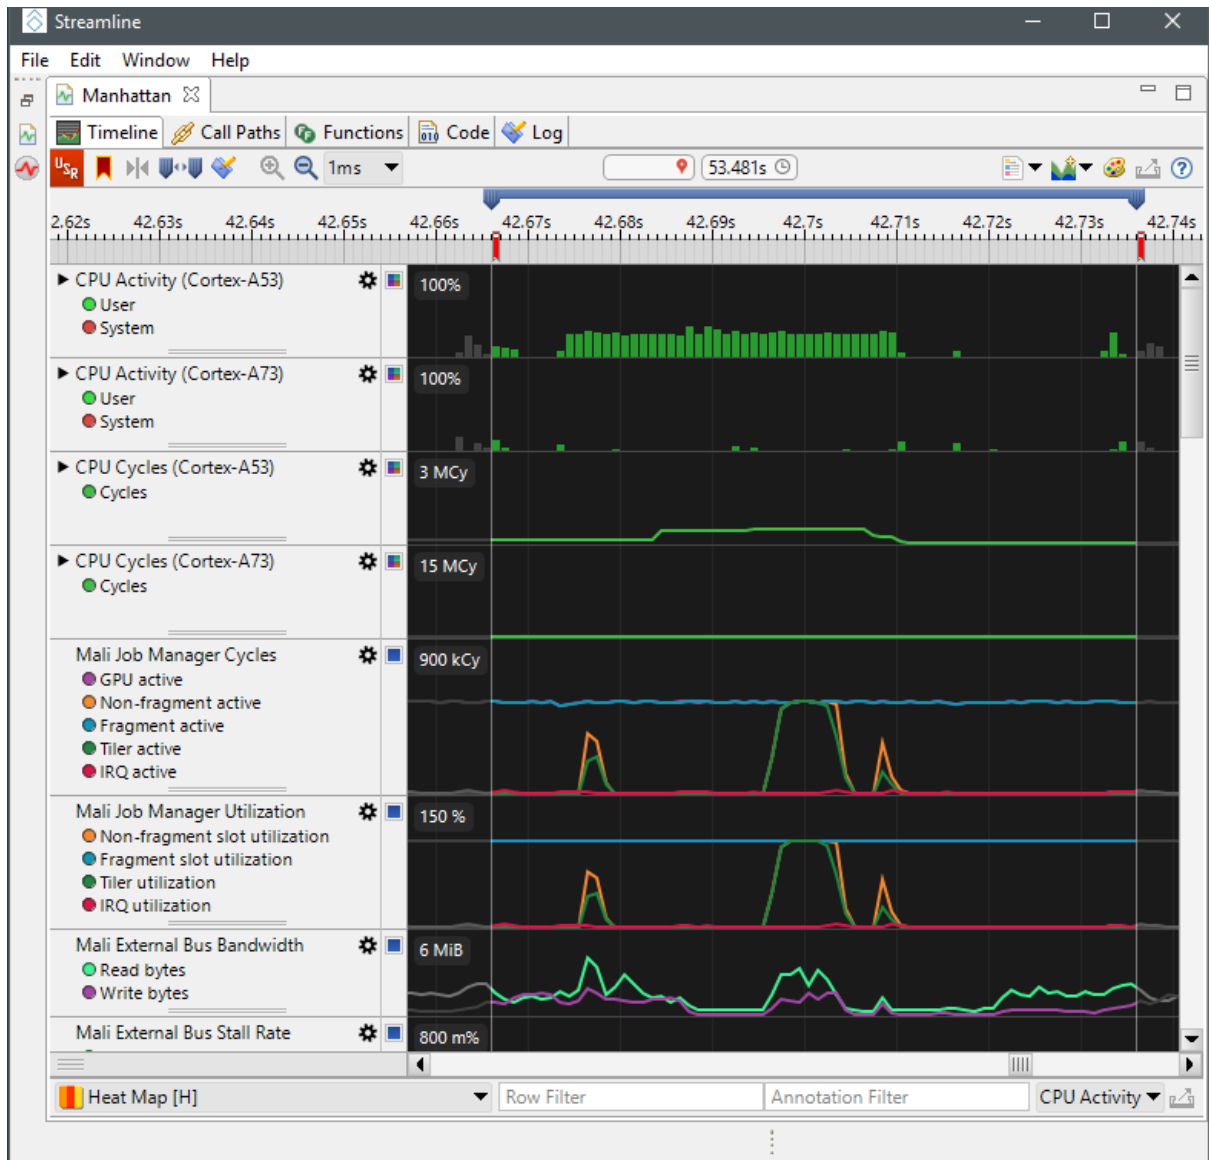 Streamline
File Edit Window Help
Manhattan
Timeline Call Paths Functions Code Log
1ms 53.481s
2.62s 42.63s 42.64s 42.65s 42.66s 42.67s 42.68s 42.69s 42.7s 42.71s 42.72s 42.73s 42.74s
CPU Activity (Cortex-A53) 100%
User
System
CPU Activity (Cortex-A73) 100%
User
System
CPU Cycles (Cortex-A53) 3 MCy
Cycles
CPU Cycles (Cortex-A73) 15 MCy
Cycles
Mali Job Manager Cycles 900 kCy
GPU active
Non-fragment active
Fragment active
Tiler active
IRQ active
Mali Job Manager Utilization 150 %
Non-fragment slot utilization
Fragment slot utilization
Tiler utilization
IRQ utilization
Mali External Bus Bandwidth 6 MiB
Read bytes
Write bytes
Mali External Bus Stall Rate 800 m%
Heat Map [H] Row Filter Annotation Filter CPU Activity